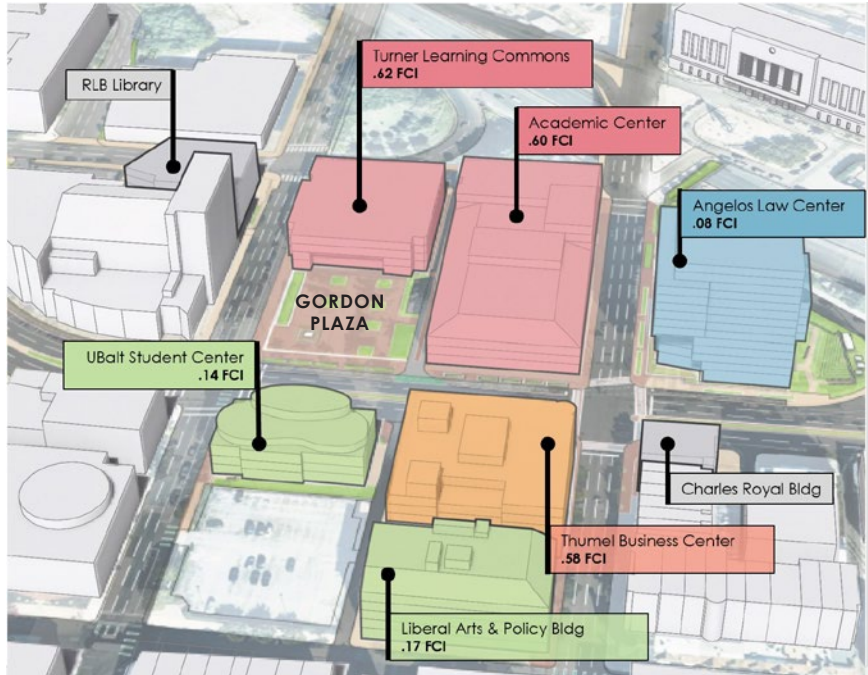 Turner Learning Commons
.62 FCI
RLB Library
Academic Center
.60 FCI
Angelos Law Center
.08 FCI
GORDON
PLAZA
UBalt Student Center
.14 FCI
Charles Royal Bldg
Thumel Business Center
.58 FCI
Liberal Arts & Policy Bldg
.17 FCI